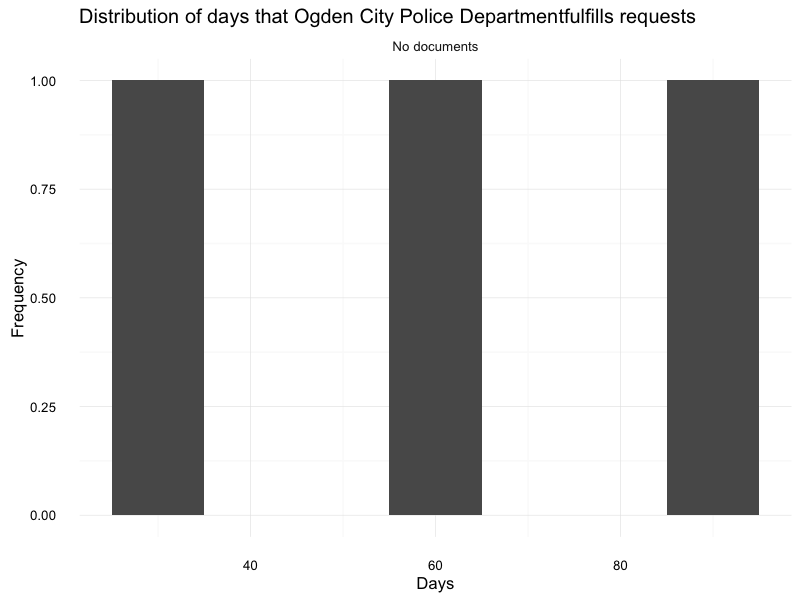 Distribution of days that Ogden City Police Departmentfulfills requests
No documents
1.00
0.75
0.50
0.25
0.00
Frequency
40 60 80
Days